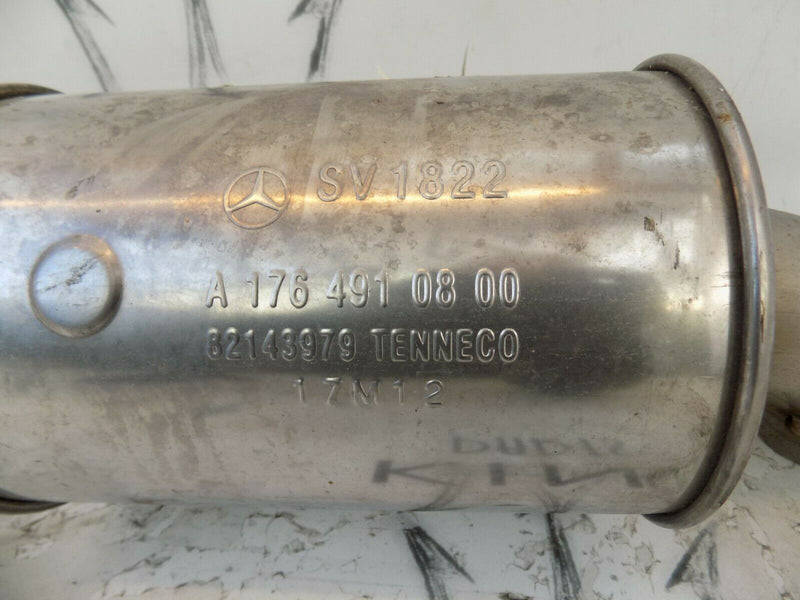 SV 1822
A 176 491 08 00
82143979 TENNECO
17M12